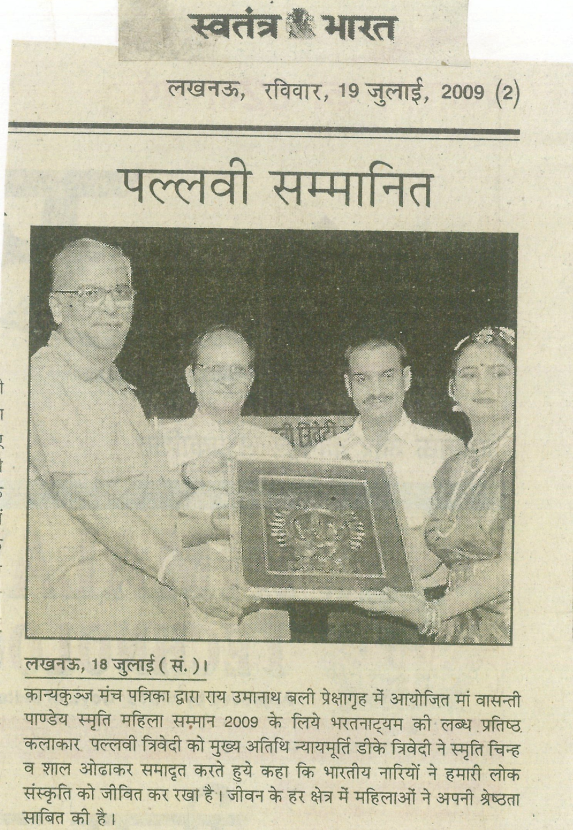 स्वतंत्र भारत
लखनऊ, रविवार, 19 जुलाई, 2009 (2)
पल्लवी सम्मानित
त्रिवेदी
लखनऊ, 18 जुलाई ( सं. )।
कान्यकुञ्ज मंच पत्रिका द्वारा राय उमानाथ बली प्रेक्षागृह में आयोजित मां वासन्ती
पाण्डेय स्मृति महिला सम्मान 2009 के लिये भरतनाट्यम की लब्ध प्रतिष्ठ
कलाकार पल्लवी त्रिवेदी को मुख्य अतिथि न्यायमूर्ति डीके त्रिवेदी ने स्मृति चिन्ह
व शाल ओढाकर समादृत करते हुये कहा कि भारतीय नारियों ने हमारी लोक
संस्कृति को जीवित कर रखा है। जीवन के हर क्षेत्र में महिलाओं ने अपनी श्रेष्ठता
साबित की है।